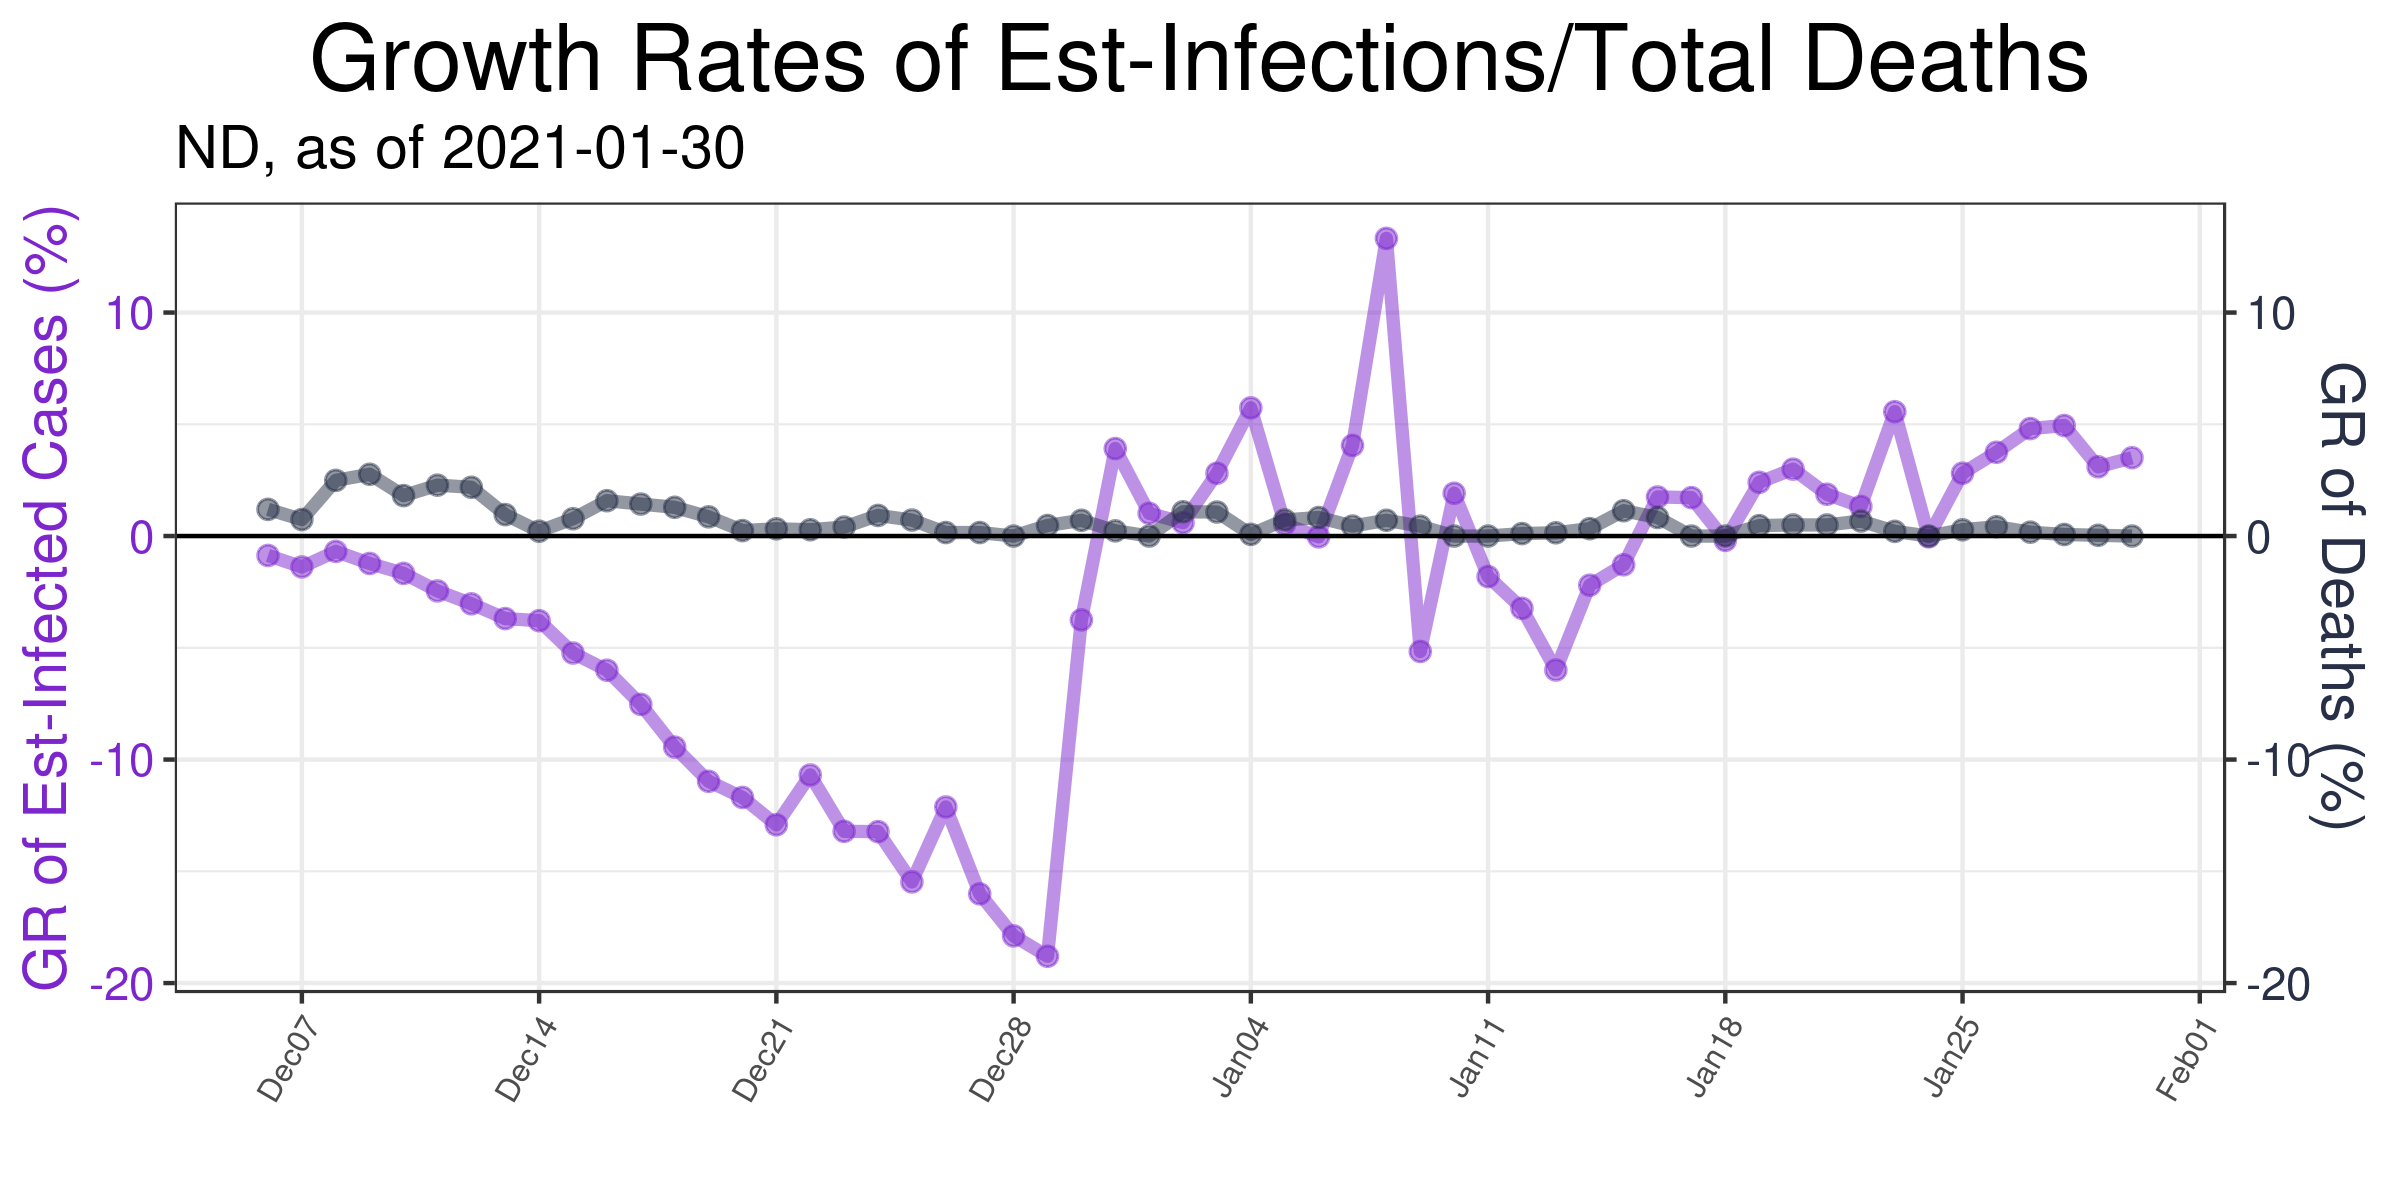 Growth Rates of Est-Infections/Total Deaths
ND, as of 2021-01-30
GR of Est-Infected Cases (%)
10
0
-10
-20
10
0
-10
-20
GR of Deaths (%)
Dec07
Dec14
Dec21
Dec28
Jan04
Jan11
Jan18
Jan25
Feb01